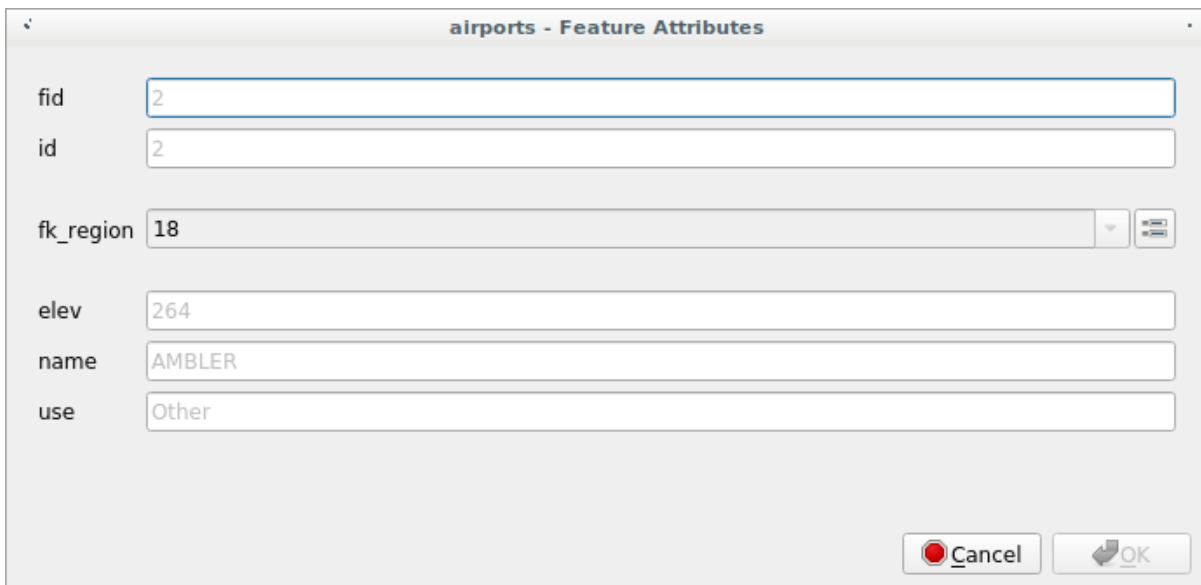 airports - Feature Attributes
fid 2
id 2
fk_region 18
elev 264
name AMBLER
use Other
Cancel OK